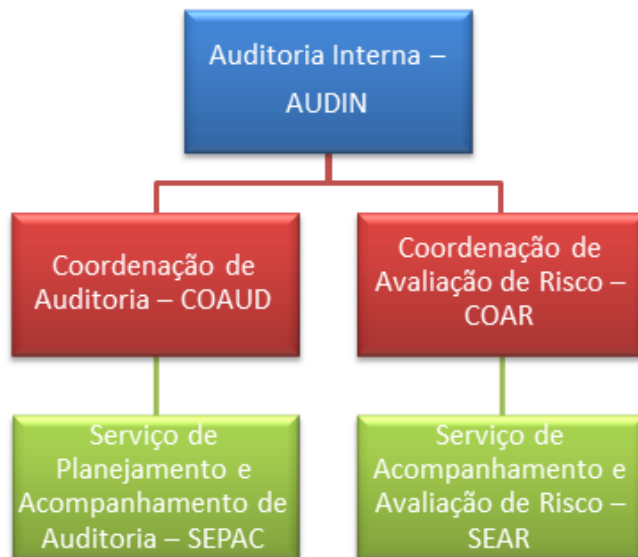 Auditoria Interna –
AUDIN
Coordenação de
Auditoria – COAUD
Coordenação de
Avaliação de Risco –
COAR
Serviço de
Planejamento e
Acompanhamento de
Auditoria – SEPAC
Serviço de
Acompanhamento e
Avaliação de Risco –
SEAR